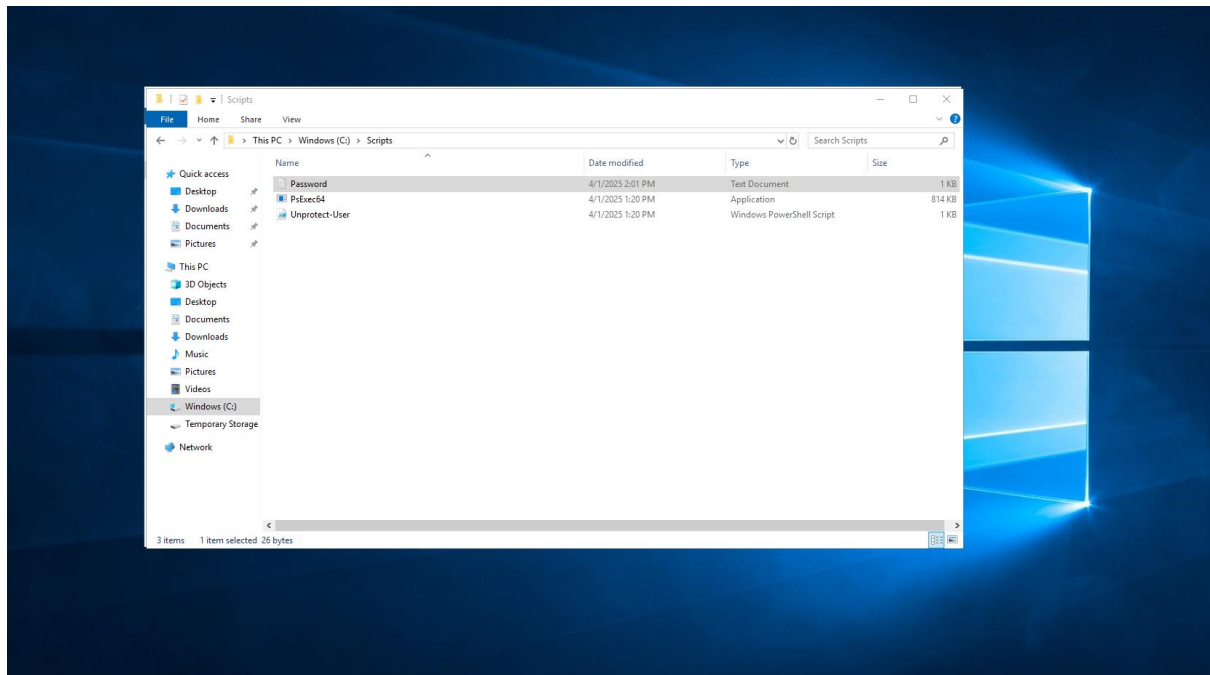 Scripts
File Home Share View
This PC > Windows (C:) > Scripts
Search Scripts
Name Date modified Type Size
Password 4/1/2025 2:01 PM Text Document 1 KB
PsExec64 4/1/2025 1:20 PM Application 814 KB
Unprotect-User 4/1/2025 1:20 PM Windows PowerShell Script 1 KB
Quick access
Desktop
Downloads
Documents
Pictures
This PC
3D Objects
Desktop
Documents
Downloads
Music
Pictures
Videos
Windows (C:)
Temporary Storage
Network
3 items 1 item selected 26 bytes